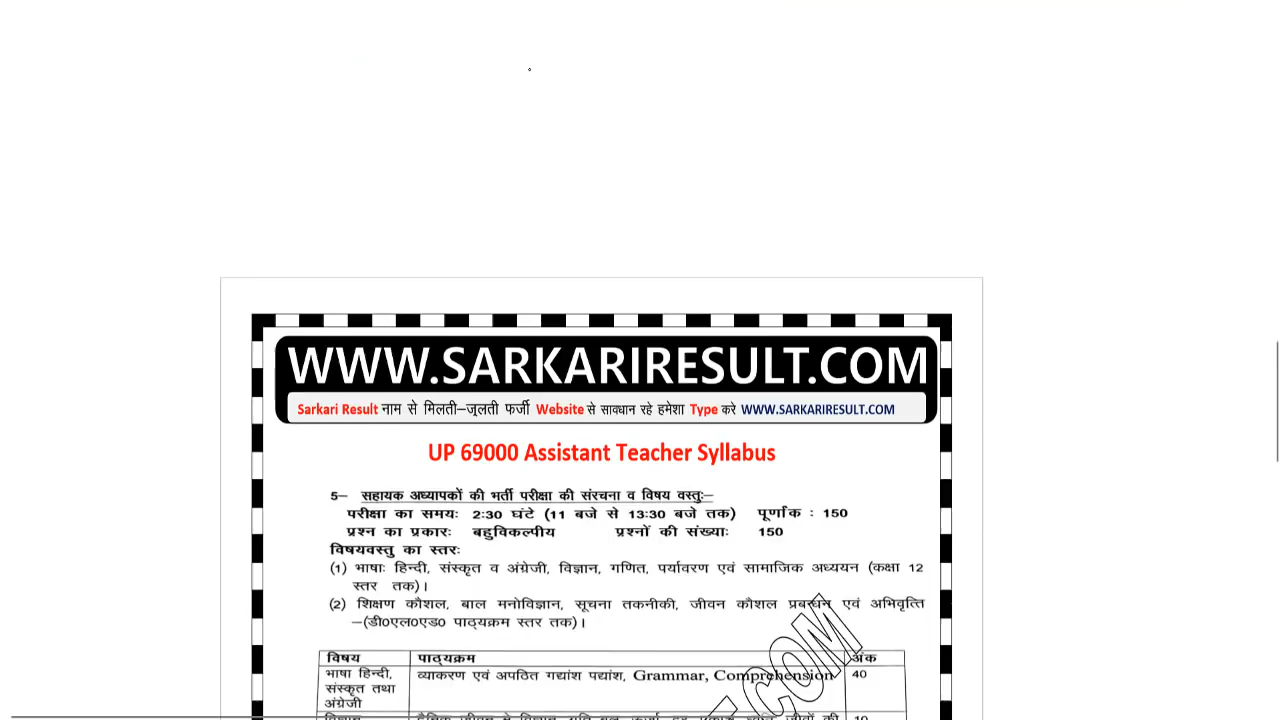 WWW.SARKARIRESULT.COM
Sarkari Result नाम से मिलती–जूलती फर्जी Website से सावधान रहे हमेशा Type करे WWW.SARKARIRESULT.COM
UP 69000 Assistant Teacher Syllabus
5– सहायक अध्यापकों की भर्ती परीक्षा की संरचना व विषय वस्तुः–
परीक्षा का समयः 2:30 घंटे (11 बजे से 13:30 बजे तक) पूर्णांक : 150
प्रश्न का प्रकारः बहुविकल्पीय प्रश्नों की संख्याः 150
विषयवस्तु का स्तरः
(1) भाषाः हिन्दी, संस्कृत व अंग्रेजी, विज्ञान, गणित, पर्यावरण एवं सामाजिक अध्ययन (कक्षा 12
स्तर तक)।
(2) शिक्षण कौशल, बाल मनोविज्ञान, सूचना तकनीकी, जीवन कौशल प्रबन्धन एवं अभिवृत्ति
–(डी0एल0एड0 पाठ्यक्रम स्तर तक)।
विषय पाठ्यक्रम अंक
भाषा हिन्दी, व्याकरण एवं अपठित गद्यांश पद्यांश, Grammar, Comprehension 40
संस्कृत तथा
अंग्रेजी
.COM